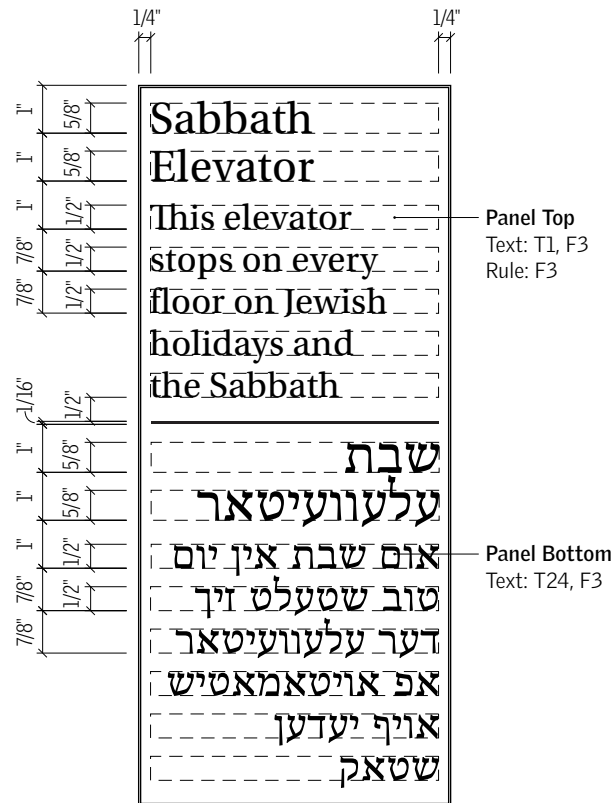 1/4"
1/4"
1"
5/8"
1"
5/8"
1"
1/2"
7/8"
1/2"
7/8"
1/2"
1/16"
1/2"
1"
5/8"
1"
5/8"
1"
1/2"
7/8"
1/2"
7/8"
Sabbath
Elevator
This elevator
stops on every
floor on Jewish
holidays and
the Sabbath
שבת
עלעוועיטאר
אום שבת אין יום
טוב שטעלט זיך
דער עלעוועיטאר
אפ אויטאמאטיש
אויף יעדען
שטאק
Panel Top
Text: T1, F3
Rule: F3
Panel Bottom
Text: T24, F3